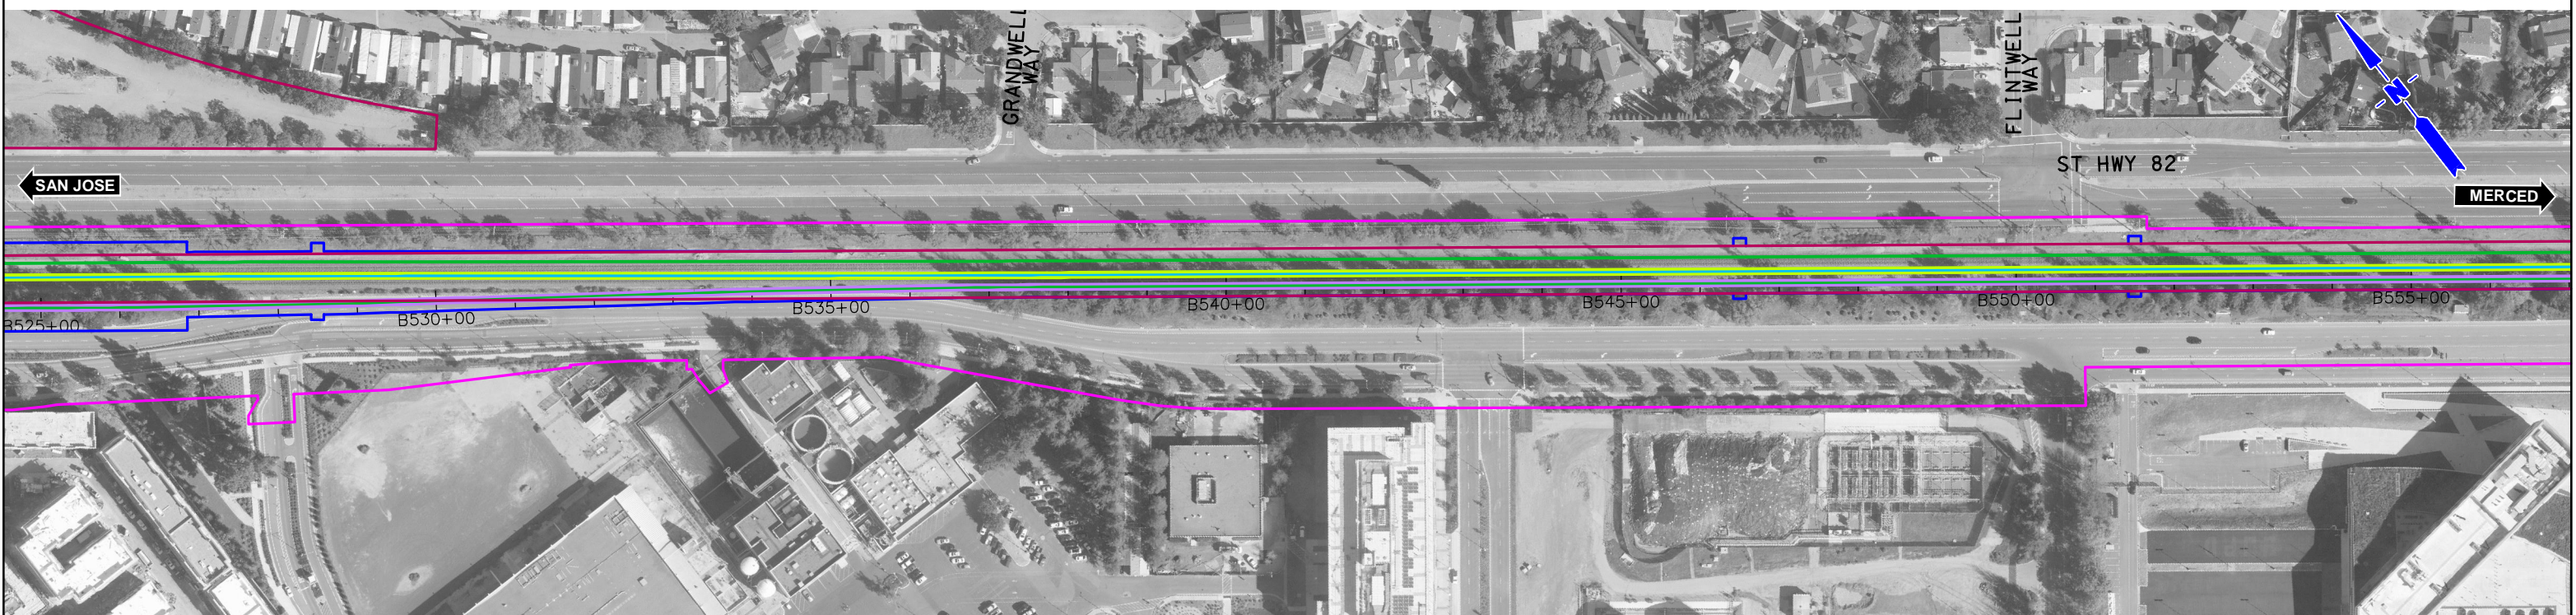 GRANDWELL
WAY
FLINTWELL
WAY
N
ST HWY 82
SAN JOSE
MERCED
B525+00
B530+00
B535+00
B540+00
B545+00
B550+00
B555+00